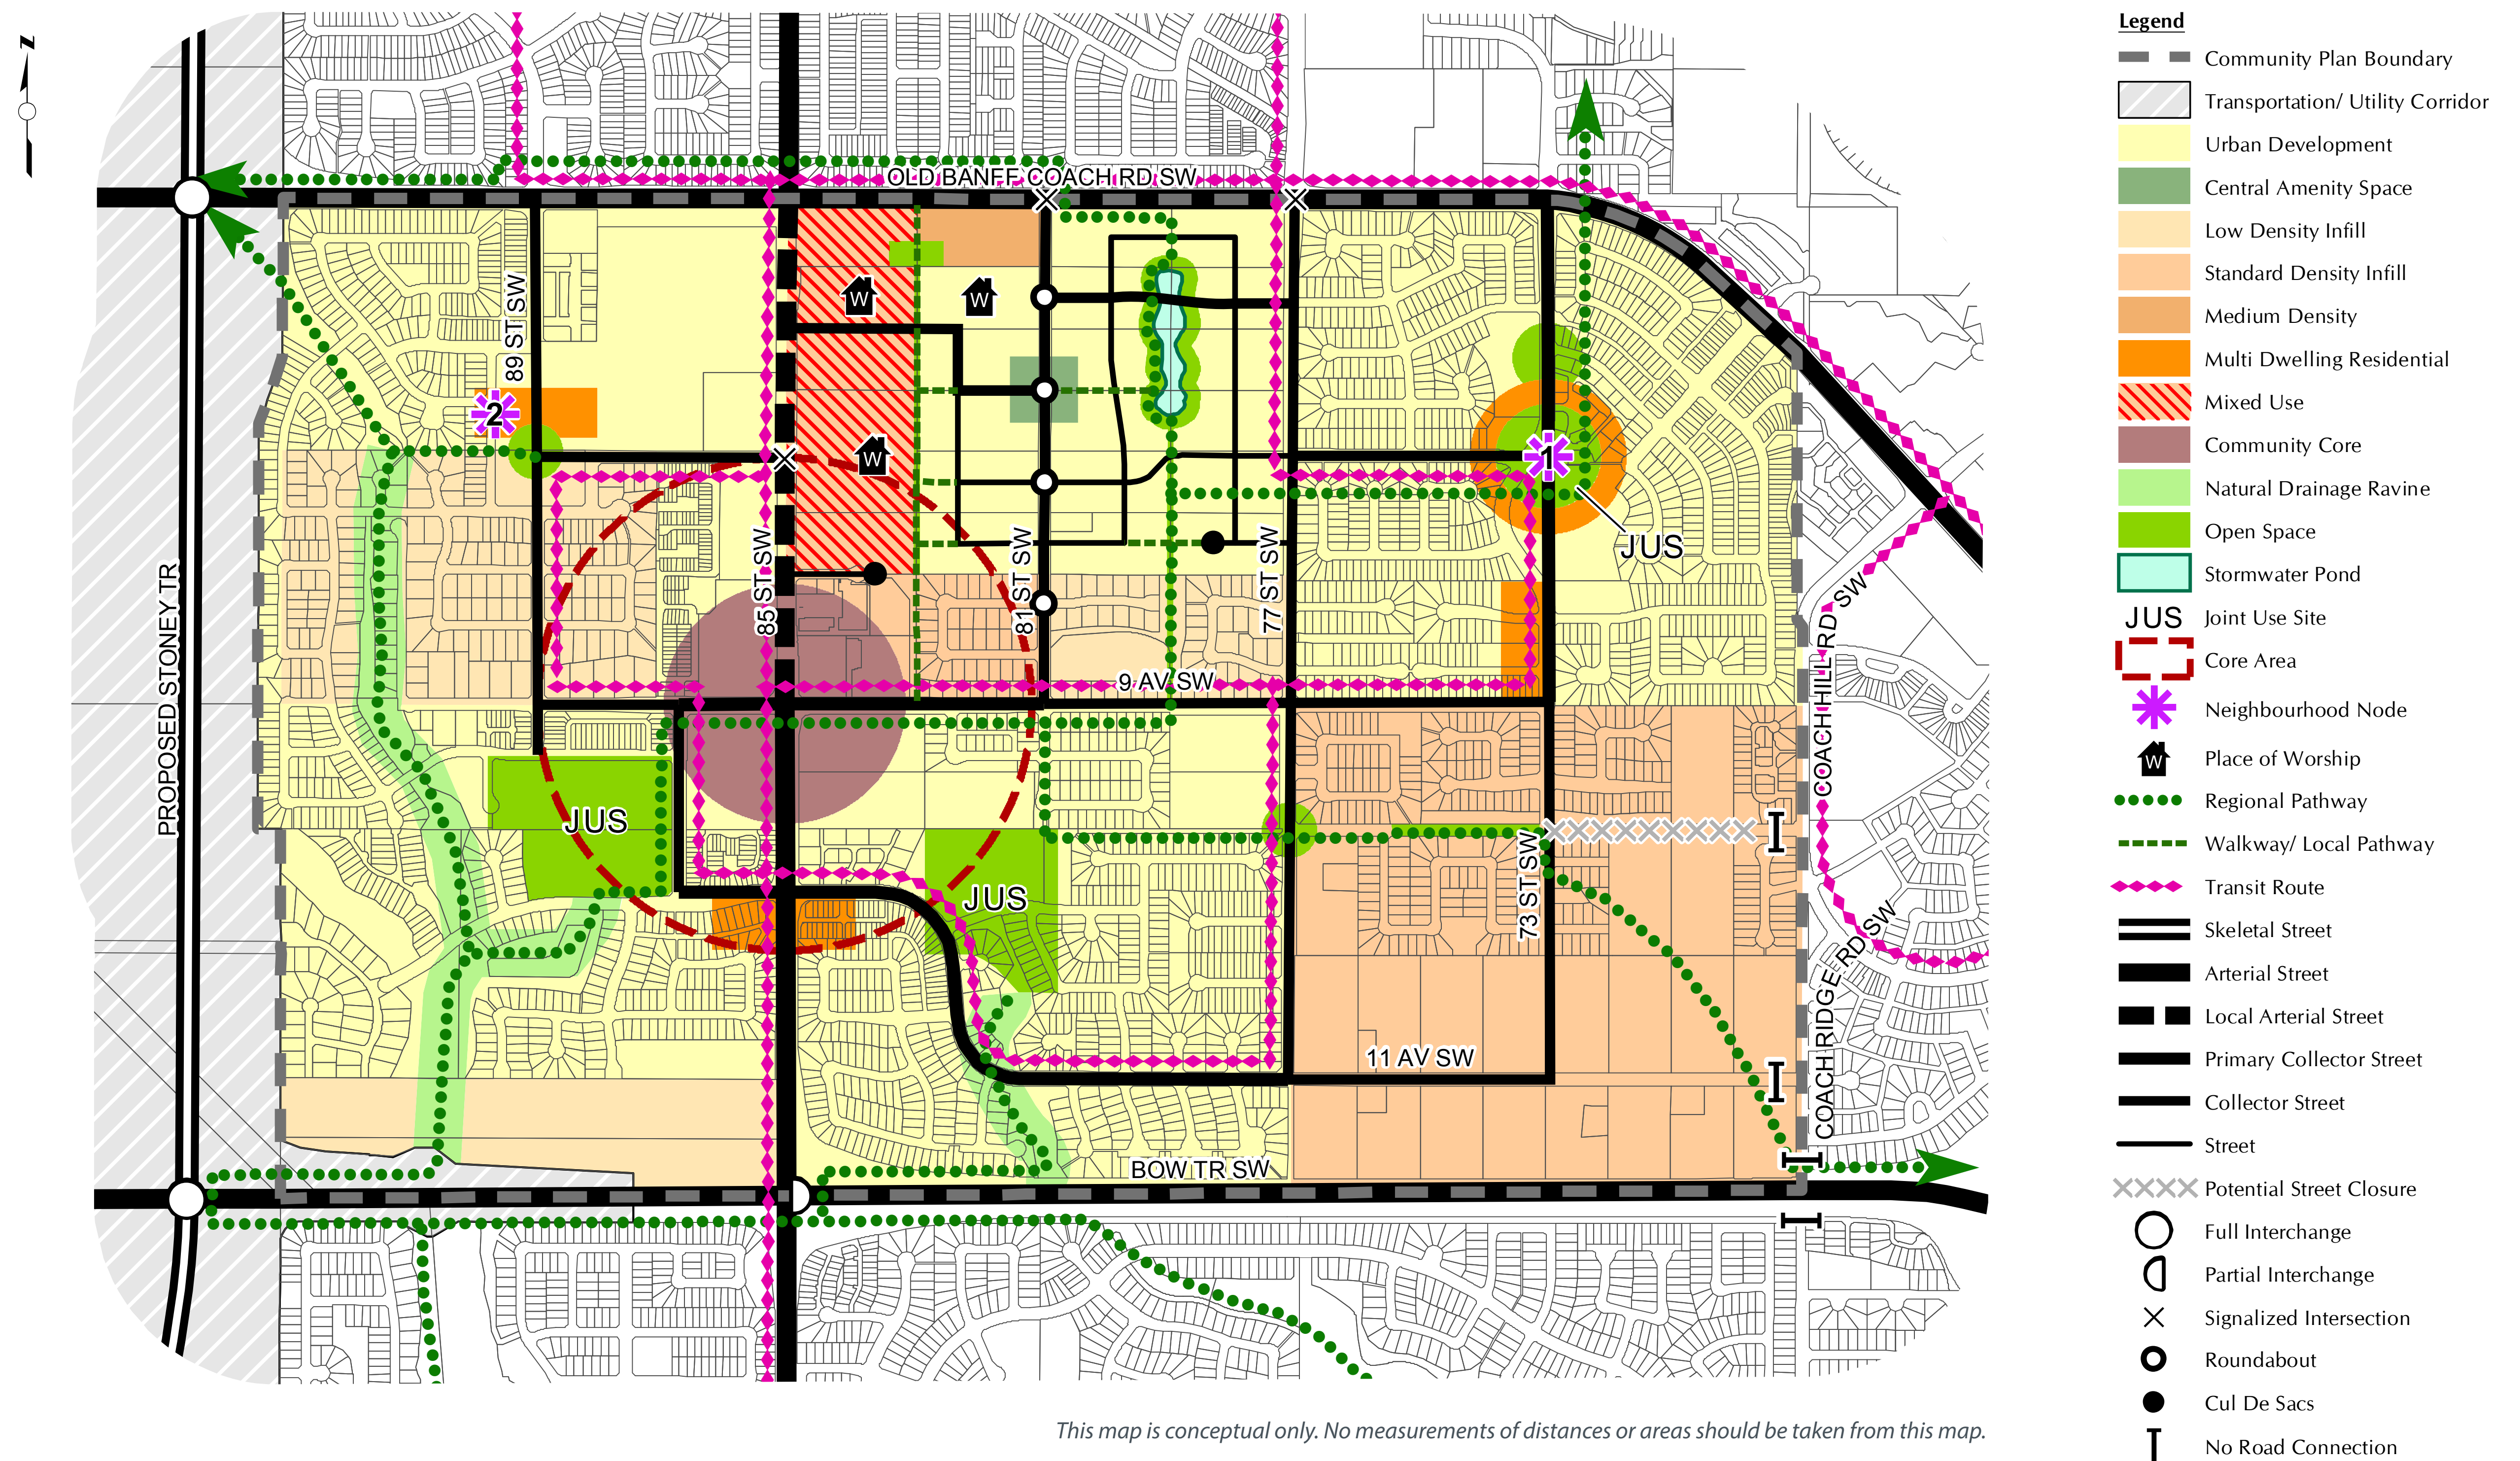 N
OLD BANFF COACH RD SW
89 ST SW
W
W
2
W
1
JUS
PROPOSED STONEY TR
85 ST SW
81 ST SW
77 ST SW
COACH HILL RD SW
9 AV SW
JUS
JUS
73 ST SW
COACH RIDGE RD SW
11 AV SW
BOW TR SW
This map is conceptual only. No measurements of distances or areas should be taken from this map.
Legend
Community Plan Boundary
Transportation/ Utility Corridor
Urban Development
Central Amenity Space
Low Density Infill
Standard Density Infill
Medium Density
Multi Dwelling Residential
Mixed Use
Community Core
Natural Drainage Ravine
Open Space
Stormwater Pond
JUS Joint Use Site
Core Area
Neighbourhood Node
W Place of Worship
Regional Pathway
Walkway/ Local Pathway
Transit Route
Skeletal Street
Arterial Street
Local Arterial Street
Primary Collector Street
Collector Street
Street
Potential Street Closure
Full Interchange
Partial Interchange
Signalized Intersection
Roundabout
Cul De Sacs
No Road Connection